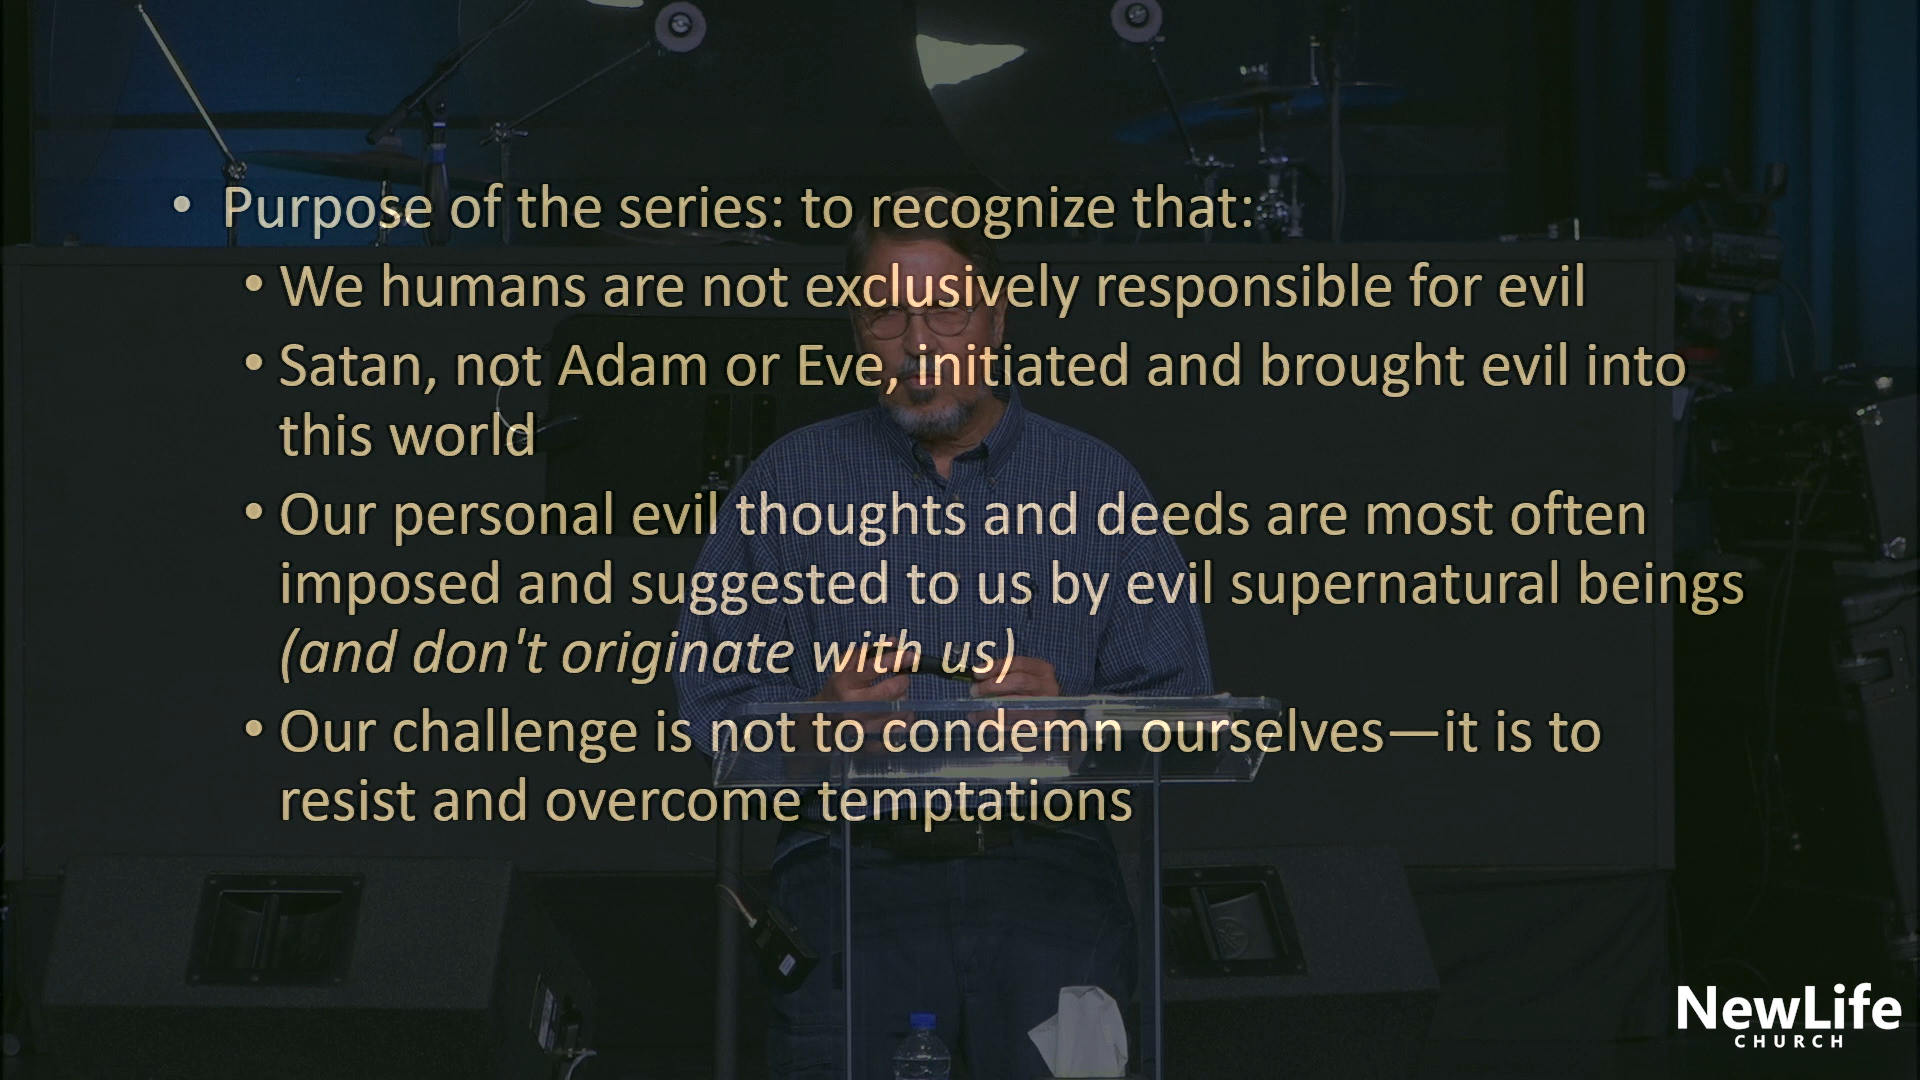 • Purpose of the series: to recognize that:
• We humans are not exclusively responsible for evil
• Satan, not Adam or Eve, initiated and brought evil into
this world
• Our personal evil thoughts and deeds are most often
imposed and suggested to us by evil supernatural beings
(and don't originate with us)
• Our challenge is not to condemn ourselves—it is to
resist and overcome temptations
NewLife
CHURCH